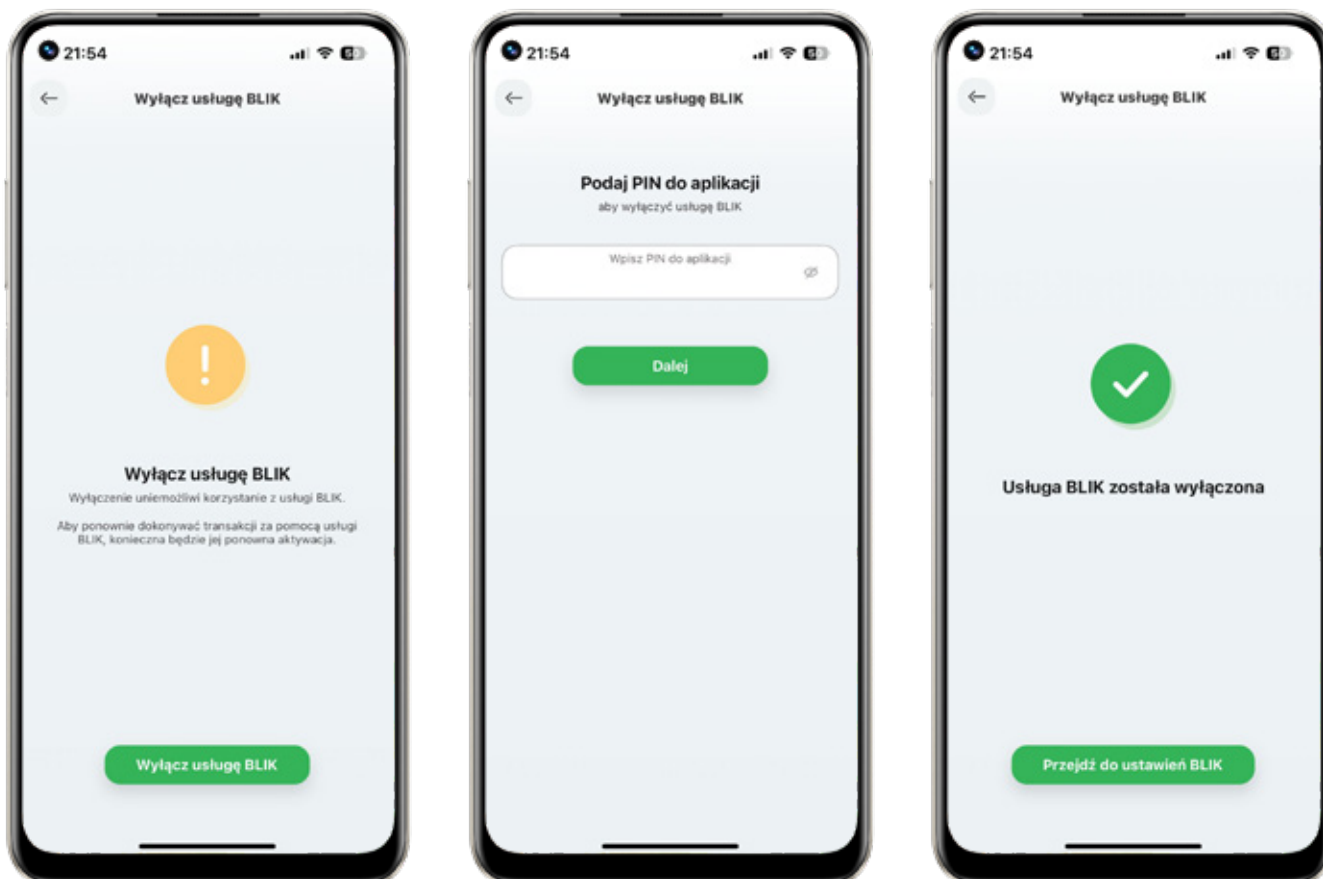 21:54
Wyłącz usługę BLIK
Wyłącz usługę BLIK
Wyłączenie uniemożliwi korzystanie z usługi BLIK.
Aby ponownie dokonywać transakcji za pomocą usługi
BLIK, konieczna będzie jej ponowna aktywacja.
Wyłącz usługę BLIK
21:54
Wyłącz usługę BLIK
Podaj PIN do aplikacji
aby wyłączyć usługę BLIK
Wpisz PIN do aplikacji
Dalej
21:54
Wyłącz usługę BLIK
Usługa BLIK została wyłączona
Przejdź do ustawień BLIK